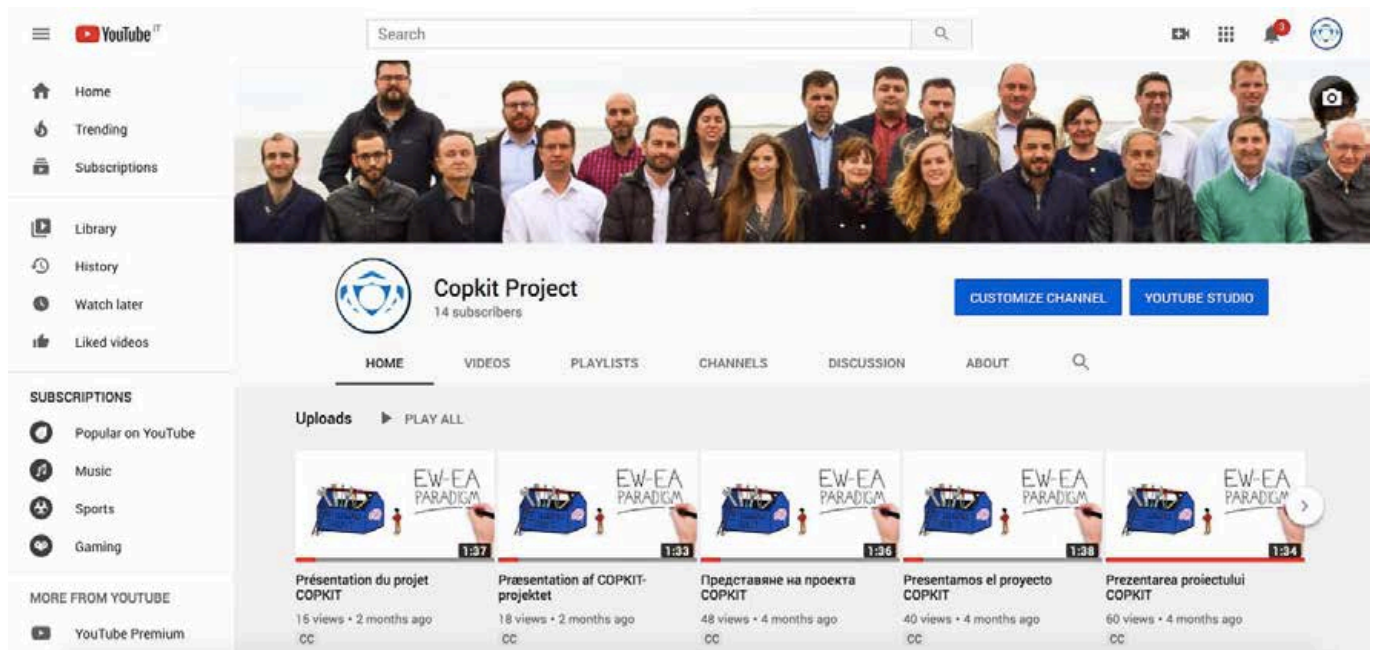 YouTube IT
Search
3
Home
Trending
Subscriptions
Library
History
Watch later
Liked videos
SUBSCRIPTIONS
Popular on YouTube
Music
Sports
Gaming
MORE FROM YOUTUBE
YouTube Premium
Copkit Project
14 subscribers
CUSTOMIZE CHANNEL
YOUTUBE STUDIO
HOME VIDEOS PLAYLISTS CHANNELS DISCUSSION ABOUT
Uploads PLAY ALL
EW-EA
PARADIGM
1:37
Présentation du projet
COPKIT
15 views • 2 months ago
CC
EW-EA
PARADIGM
1:33
Præsentation af COPKIT-
projektet
18 views • 2 months ago
CC
EW-EA
PARADIGM
1:36
Представяне на проекта
COPKIT
48 views • 4 months ago
CC
EW-EA
PARADIGM
1:38
Presentamos el proyecto
COPKIT
40 views • 4 months ago
CC
EW-EA
PARADIGM
1:34
Prezentarea proiectului
COPKIT
60 views • 4 months ago
CC